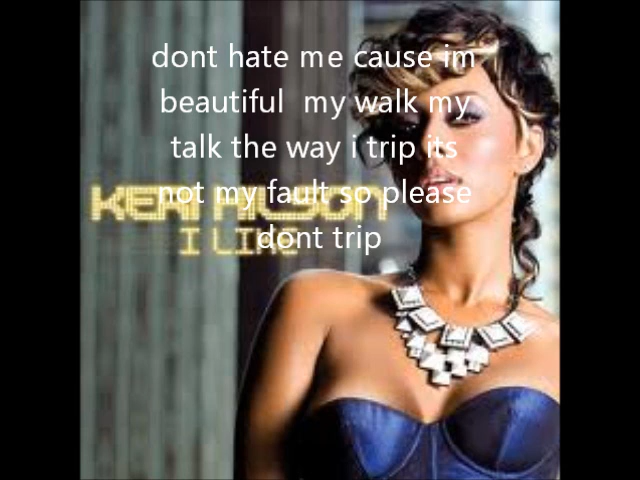 dont hate me cause im
beautiful  my walk my
talk the way i trip its
not my fault so please
dont trip
KERI HILSON
I LIKE